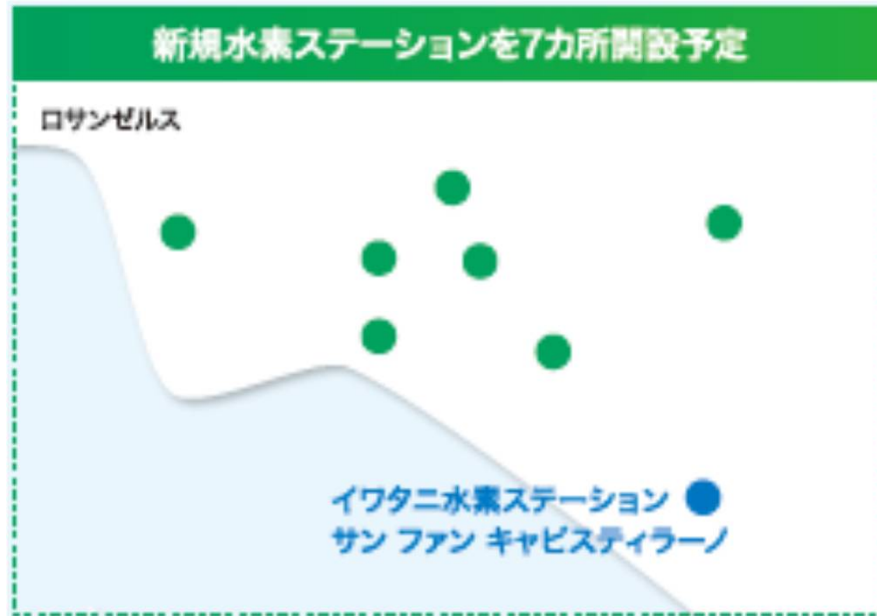 新規水素ステーションを7カ所開設予定
ロサンゼルス
イワタニ水素ステーション
サン ファン キャピスティラーノ